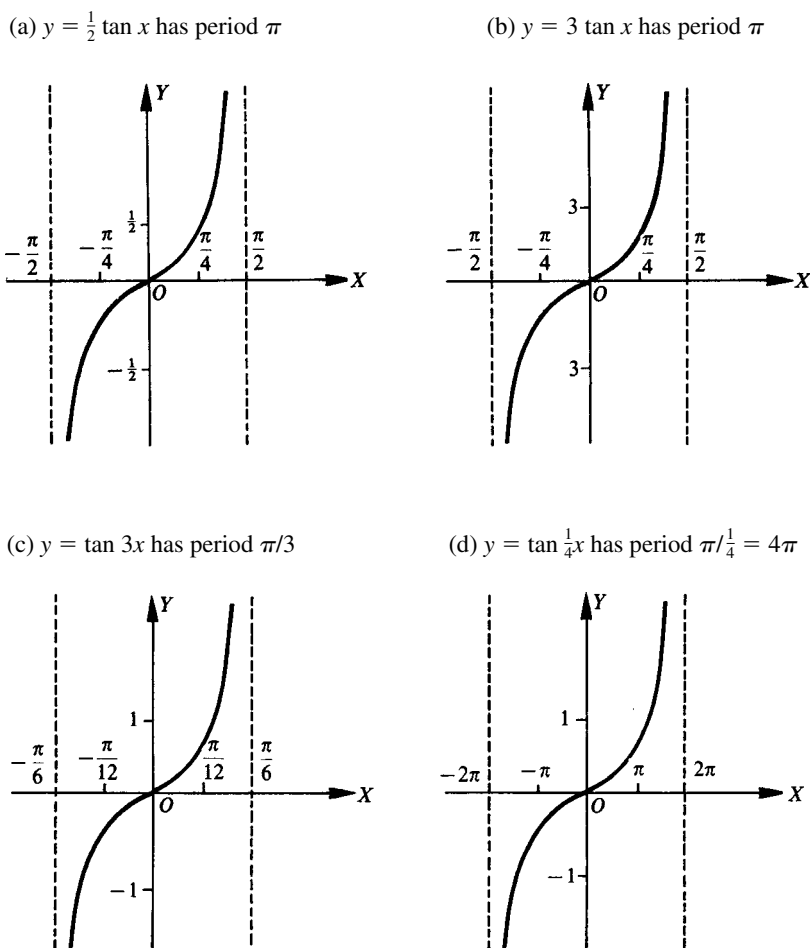 (a) y = 1/2 tan x has period π
Y
1/2
−π/2
−π/4
π/4
π/2
X
O
−1/2
(b) y = 3 tan x has period π
Y
3
−π/2
−π/4
π/4
π/2
X
O
3
(c) y = tan 3x has period π/3
Y
1
−π/6
−π/12
π/12
π/6
X
O
−1
(d) y = tan 1/4x has period π/1/4 = 4π
Y
1
−2π
−π
π
2π
X
O
−1